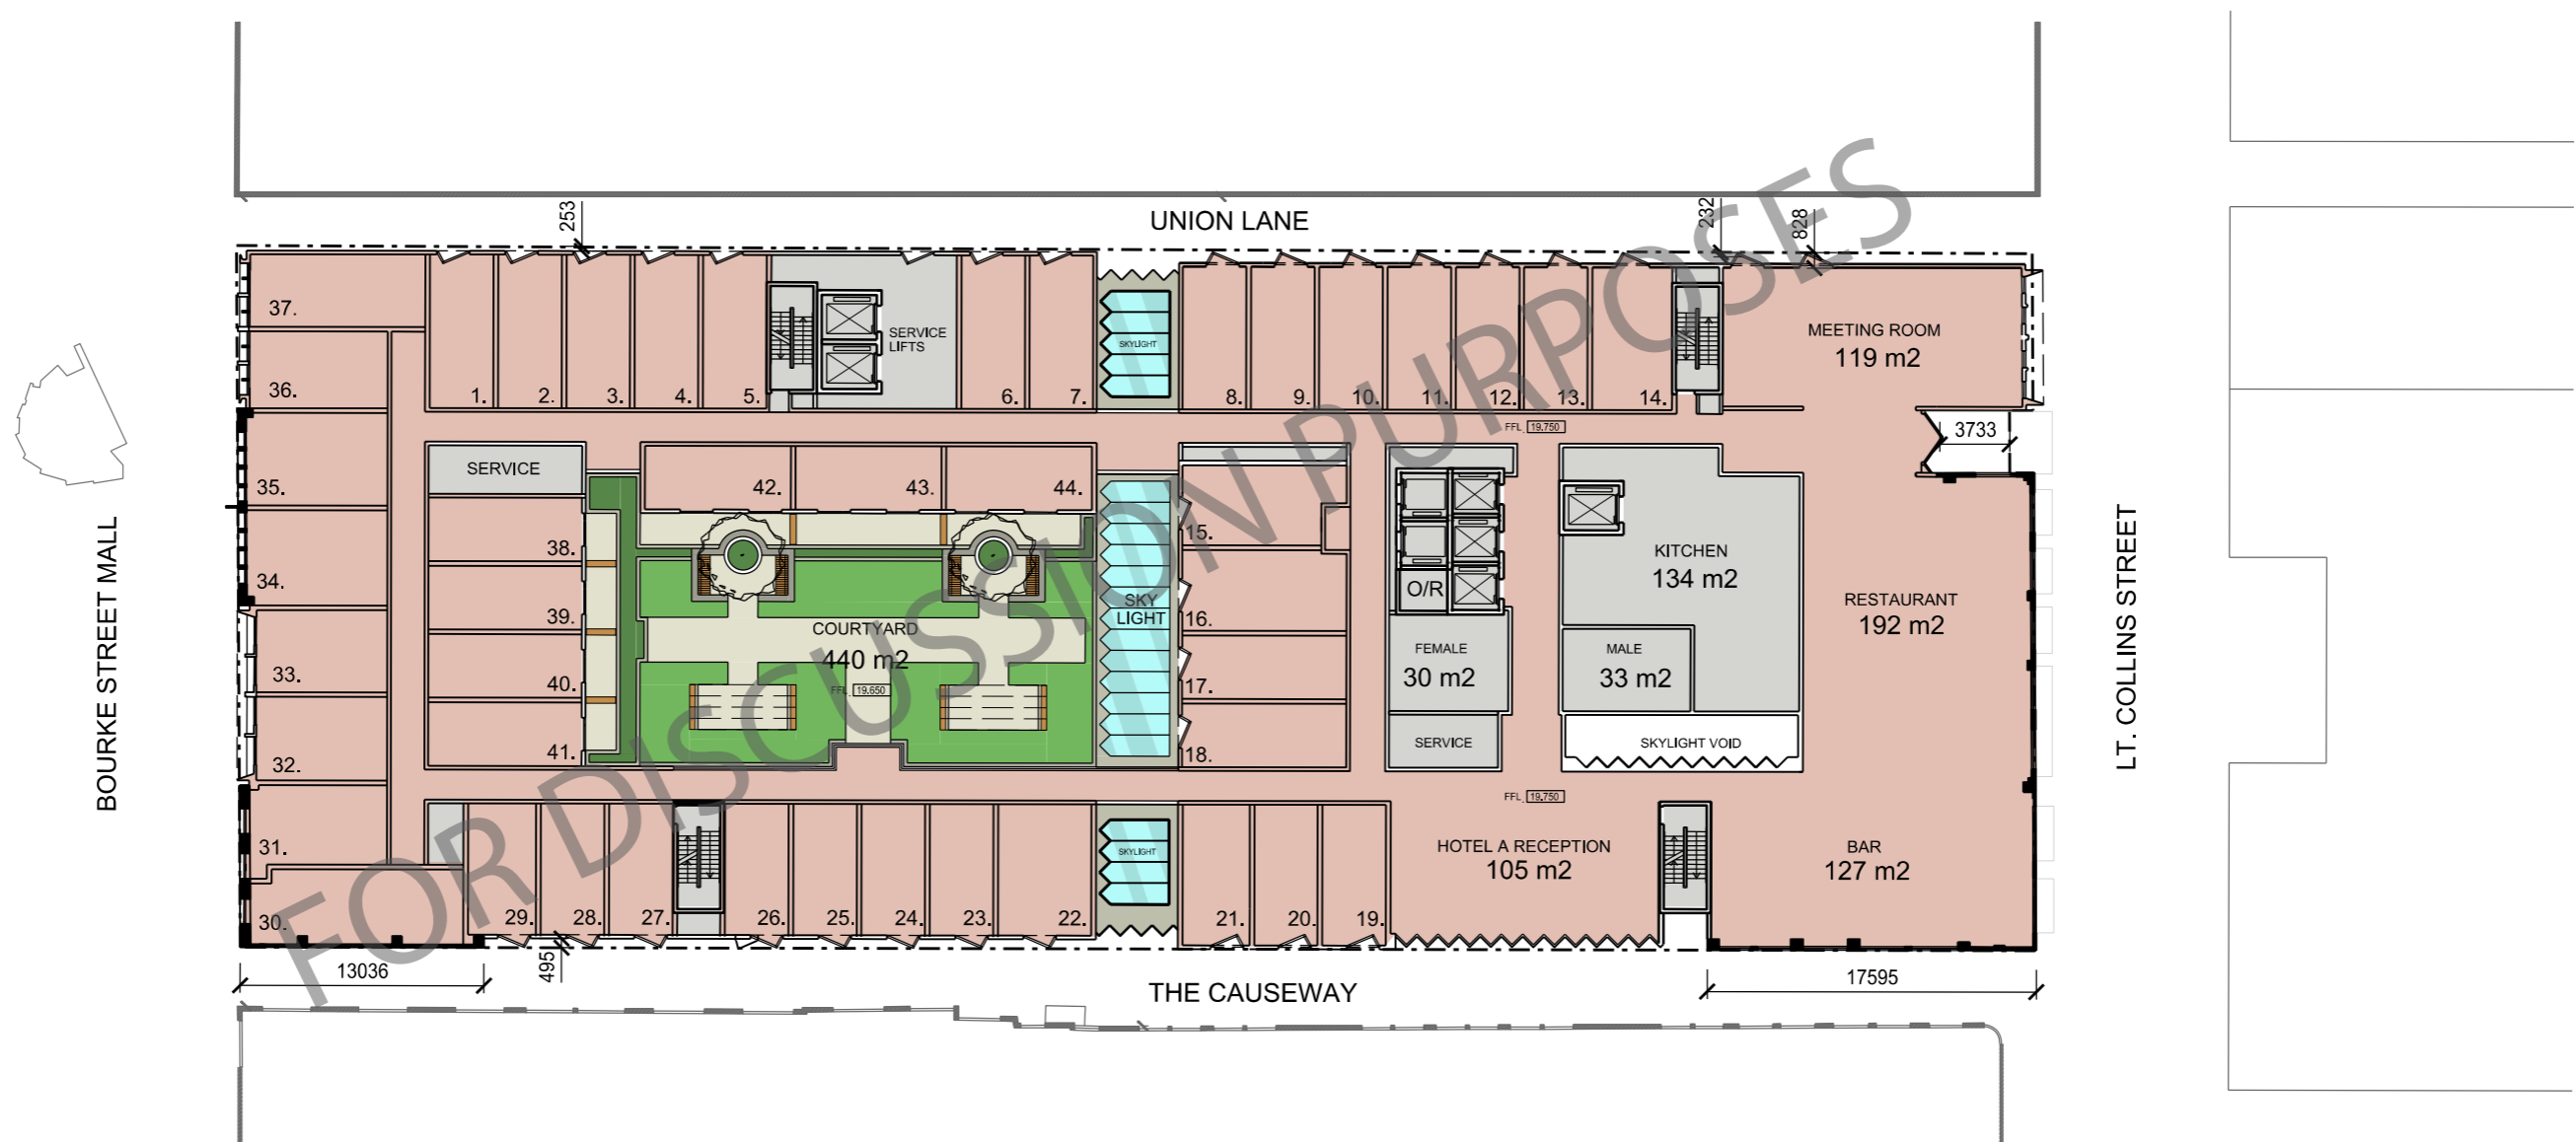 UNION LANE
253
232
828
37.
36.
35.
34.
33.
32.
31.
30.
1.
2.
3.
4.
5.
SERVICE
LIFTS
6.
7.
SKYLIGHT
8.
9.
10.
11.
12.
13.
14.
MEETING ROOM
119 m2
FFL 19.750
3733
SERVICE
42.
43.
44.
38.
39.
40.
41.
COURTYARD
440 m2
FFL 19.650
SKY
LIGHT
15.
16.
17.
18.
O/R
FEMALE
30 m2
SERVICE
KITCHEN
134 m2
MALE
33 m2
SKYLIGHT VOID
RESTAURANT
192 m2
FFL 19.750
29.
28.
27.
26.
25.
24.
23.
22.
SKYLIGHT
21.
20.
19.
HOTEL A RECEPTION
105 m2
BAR
127 m2
13036
495
17595
THE CAUSEWAY
BOURKE STREET MALL
LT. COLLINS STREET
FOR DISCUSSION PURPOSES